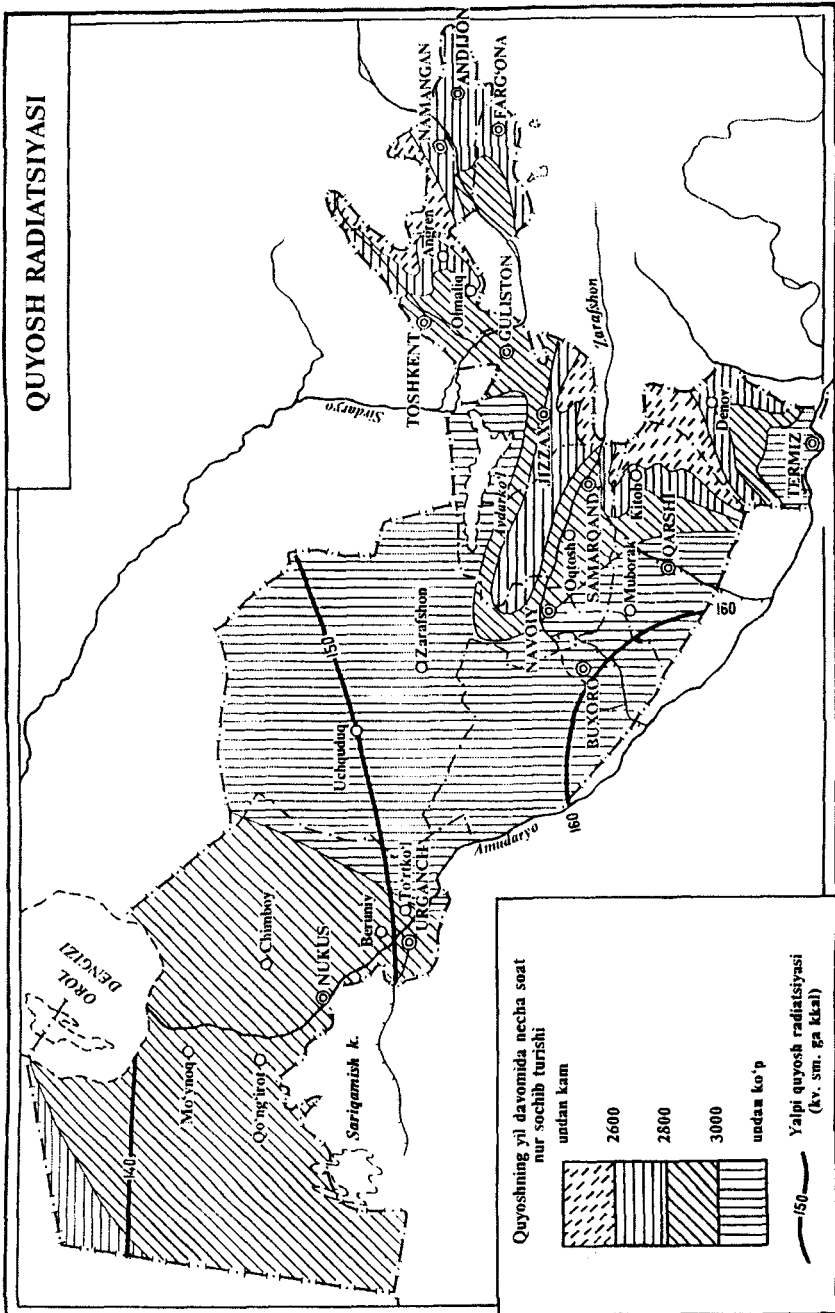 QUYOSH RADIATSIYASI
OROL
DENGIZI
Mo‘ynoq
Qo‘ng‘irot
Chimboy
NUKUS
Sariqamish k.
Beruniy
To‘rtko‘l
URGANCH
Uchquduq
Zarafshon
Amudaryo
Sirdaryo
TOSHKENT
Angren
Olmaliq
GULISTON
NAMANGAN
ANDIJON
FARG‘ONA
JIZZAX
Zarafshon
NAVOIY
Oqtosh
SAMARQAND
Kitob
BUXORO
Muborak
QARSHI
Denov
TERMIZ
140
150
160
160
Quyoshning yil davomida necha soat
nur sochib turishi
undan kam
2600
2800
3000
undan ko‘p
150
Yalpi quyosh radiatsiyasi
(kv. sm. ga kkal)